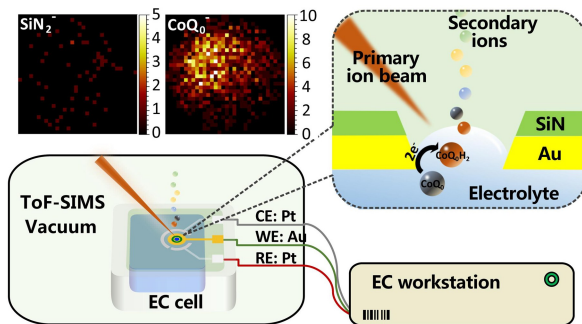 SiN₂⁻
5
4
3
2
1
0
CoQ₀⁻
10
8
6
4
2
0
Secondary
ions
Primary
ion beam
SiN
Au
2e⁻
CoQ₀H₂
CoQ₀
Electrolyte
ToF-SIMS
Vacuum
CE: Pt
WE: Au
RE: Pt
EC cell
EC workstation